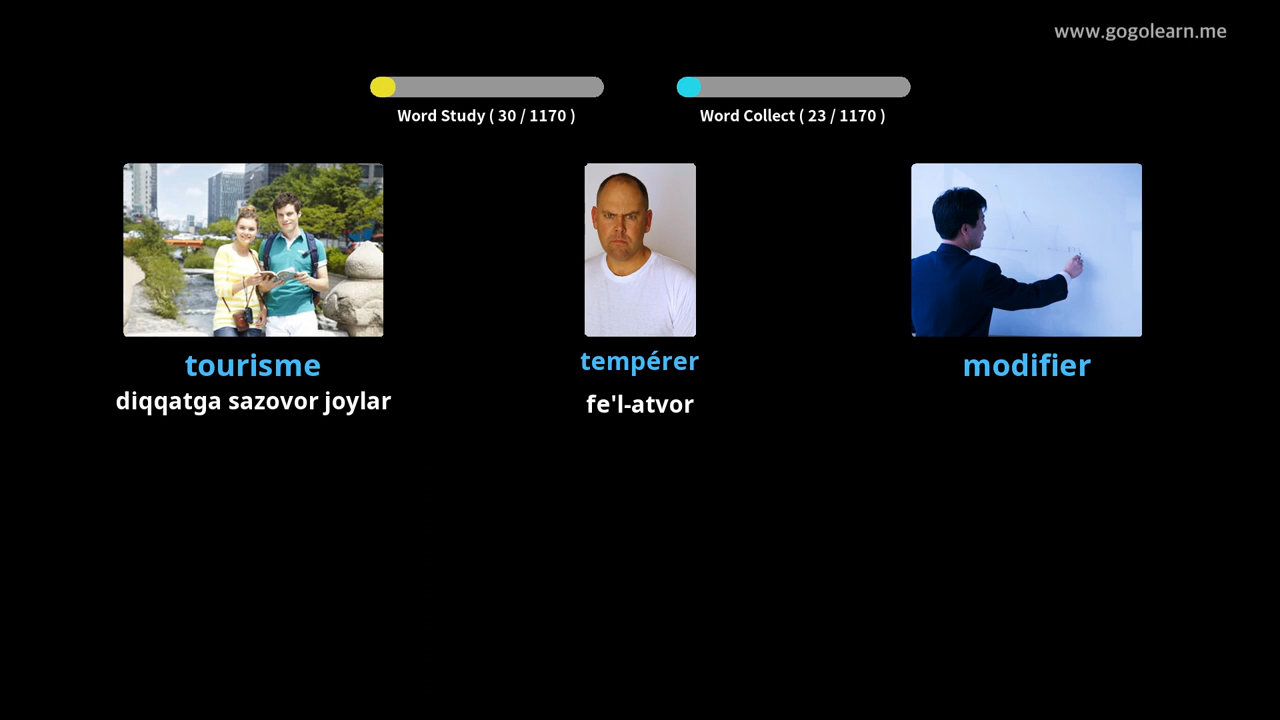 www.gogolearn.me
Word Study ( 30 / 1170 )
Word Collect ( 23 / 1170 )
tourisme
diqqatga sazovor joylar
tempérer
fe'l-atvor
modifier